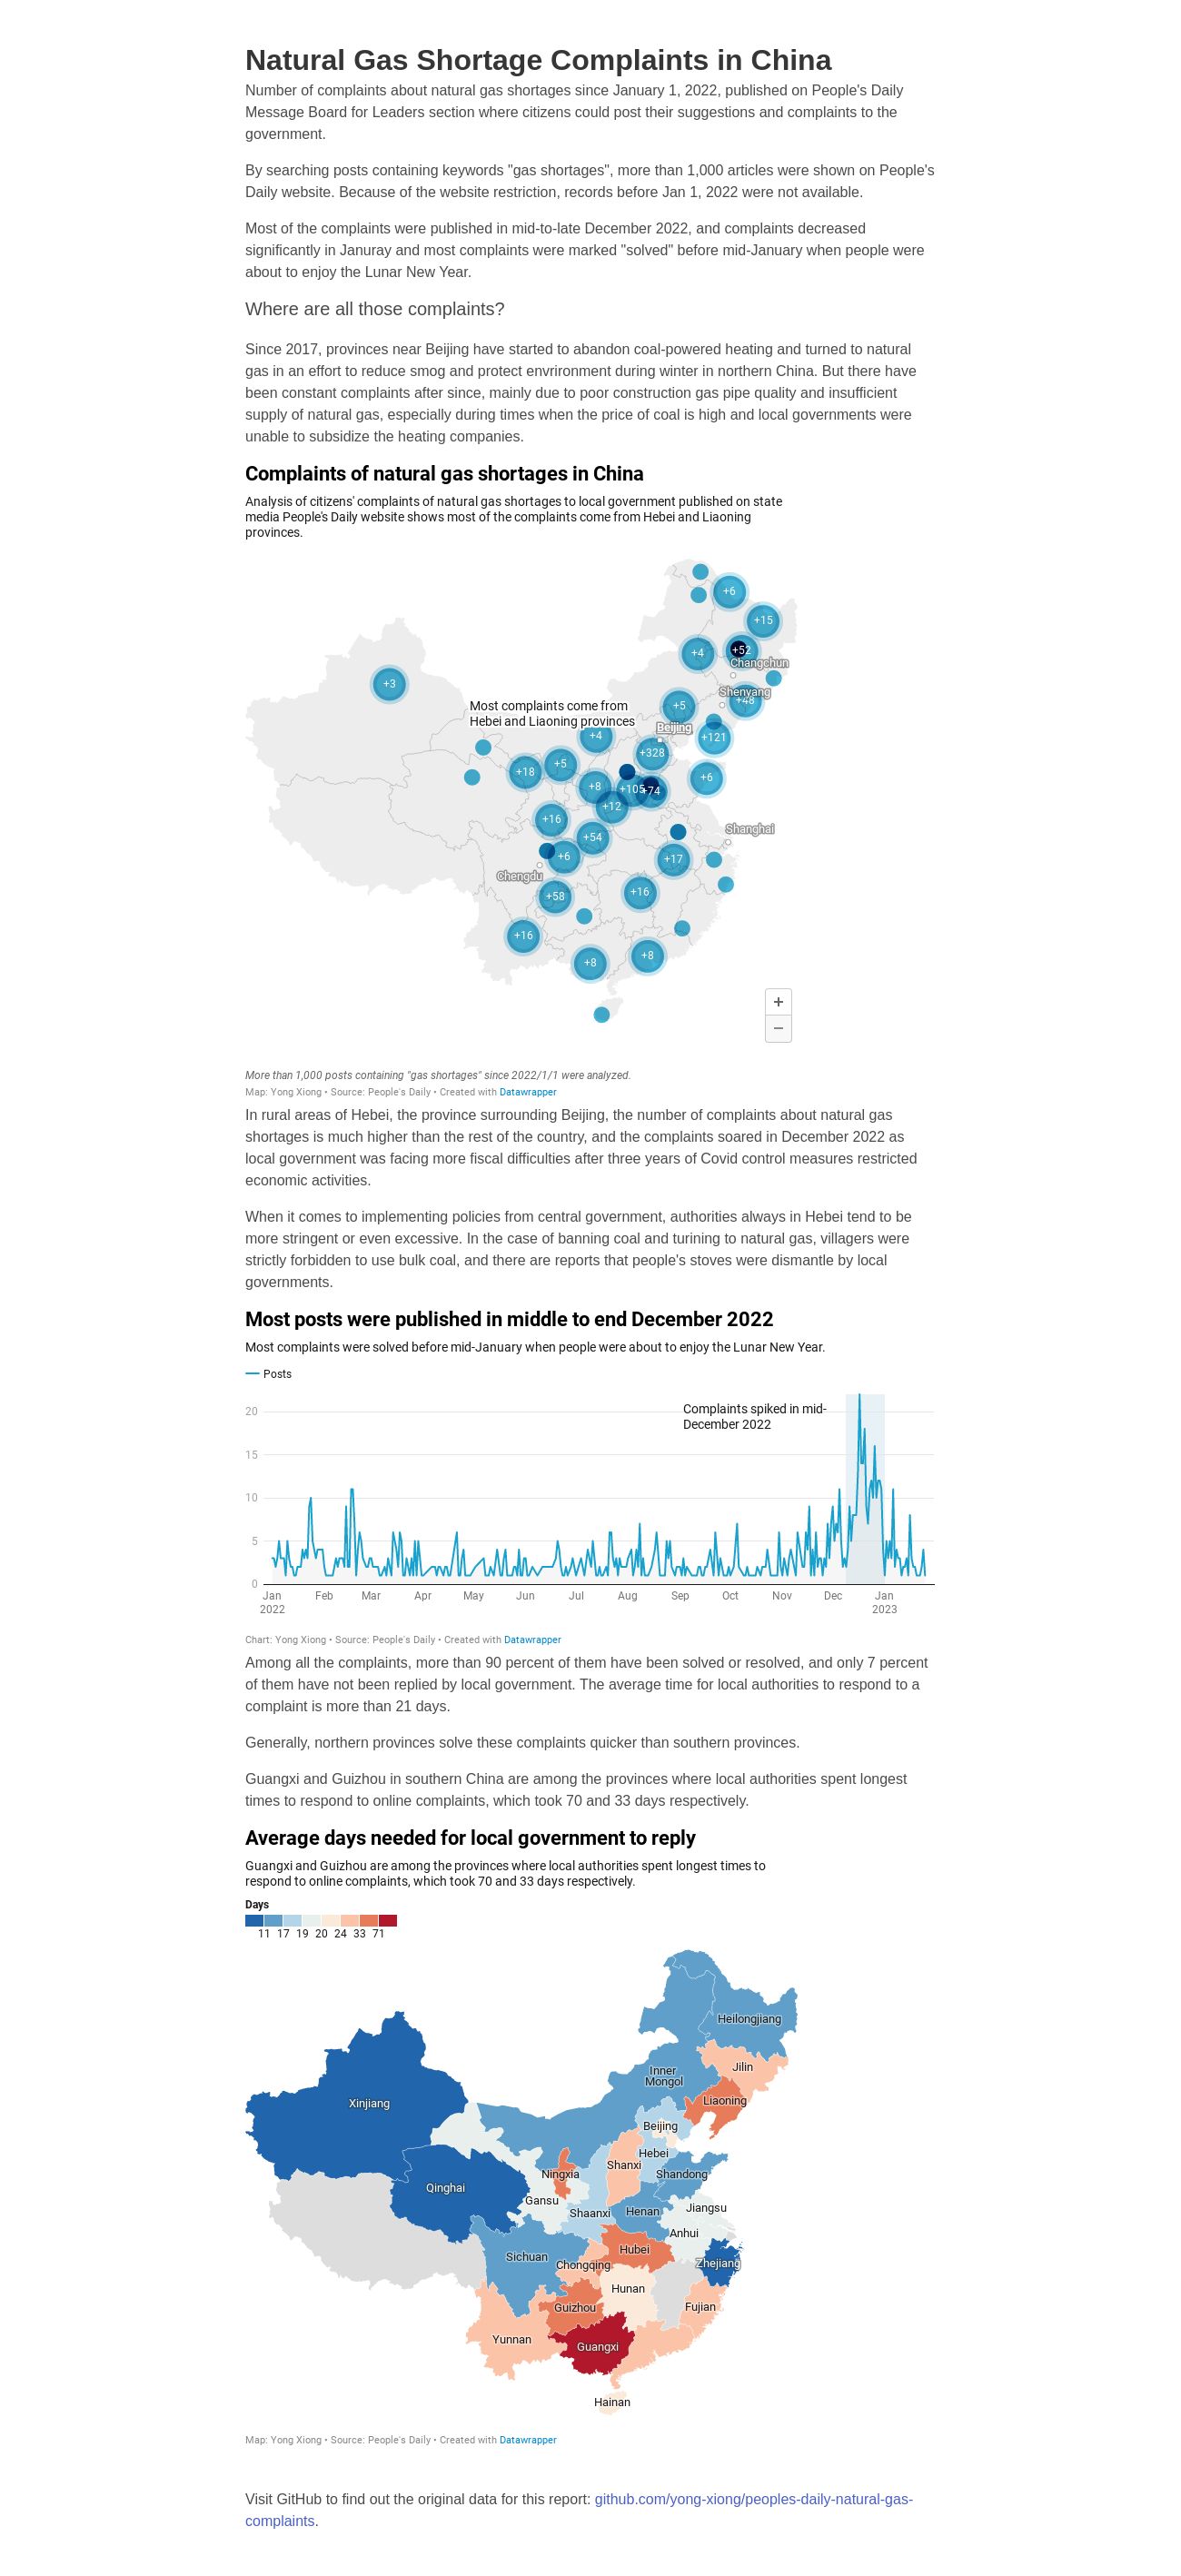 Natural Gas Shortage Complaints in China
Number of complaints about natural gas shortages since January 1, 2022, published on People's Daily
Message Board for Leaders section where citizens could post their suggestions and complaints to the
government.
By searching posts containing keywords "gas shortages", more than 1,000 articles were shown on People's
Daily website. Because of the website restriction, records before Jan 1, 2022 were not available.
Most of the complaints were published in mid-to-late December 2022, and complaints decreased
significantly in Januray and most complaints were marked "solved" before mid-January when people were
about to enjoy the Lunar New Year.
Where are all those complaints?
Since 2017, provinces near Beijing have started to abandon coal-powered heating and turned to natural
gas in an effort to reduce smog and protect envrironment during winter in northern China. But there have
been constant complaints after since, mainly due to poor construction gas pipe quality and insufficient
supply of natural gas, especially during times when the price of coal is high and local governments were
unable to subsidize the heating companies.
Complaints of natural gas shortages in China
Analysis of citizens' complaints of natural gas shortages to local government published on state
media People's Daily website shows most of the complaints come from Hebei and Liaoning
provinces.
+6
+15
+52
+4
Changchun
+3
Shenyang
+48
+5
Most complaints come from
Hebei and Liaoning provinces
Beijing
+4
+121
+328
+5
+18
+6
+8
+105
+74
+12
+16
Shanghai
+54
+6
+17
Chengdu
+16
+58
+16
+8
+8
+
−
More than 1,000 posts containing "gas shortages" since 2022/1/1 were analyzed.
Map: Yong Xiong • Source: People's Daily • Created with Datawrapper
In rural areas of Hebei, the province surrounding Beijing, the number of complaints about natural gas
shortages is much higher than the rest of the country, and the complaints soared in December 2022 as
local government was facing more fiscal difficulties after three years of Covid control measures restricted
economic activities.
When it comes to implementing policies from central government, authorities always in Hebei tend to be
more stringent or even excessive. In the case of banning coal and turining to natural gas, villagers were
strictly forbidden to use bulk coal, and there are reports that people's stoves were dismantle by local
governments.
Most posts were published in middle to end December 2022
Most complaints were solved before mid-January when people were about to enjoy the Lunar New Year.
Posts
Complaints spiked in mid-
December 2022
20
15
10
5
0
Jan Feb Mar Apr May Jun Jul Aug Sep Oct Nov Dec Jan
2022 2023
Chart: Yong Xiong • Source: People's Daily • Created with Datawrapper
Among all the complaints, more than 90 percent of them have been solved or resolved, and only 7 percent
of them have not been replied by local government. The average time for local authorities to respond to a
complaint is more than 21 days.
Generally, northern provinces solve these complaints quicker than southern provinces.
Guangxi and Guizhou in southern China are among the provinces where local authorities spent longest
times to respond to online complaints, which took 70 and 33 days respectively.
Average days needed for local government to reply
Guangxi and Guizhou are among the provinces where local authorities spent longest times to
respond to online complaints, which took 70 and 33 days respectively.
Days
11 17 19 20 24 33 71
Heilongjiang
Jilin
Inner
Mongol
Liaoning
Xinjiang
Beijing
Hebei
Shanxi
Ningxia
Shandong
Qinghai
Gansu
Jiangsu
Shaanxi
Henan
Anhui
Hubei
Sichuan
Chongqing
Zhejiang
Hunan
Guizhou
Fujian
Yunnan
Guangxi
Hainan
Map: Yong Xiong • Source: People's Daily • Created with Datawrapper
Visit GitHub to find out the original data for this report: github.com/yong-xiong/peoples-daily-natural-gas-
complaints.